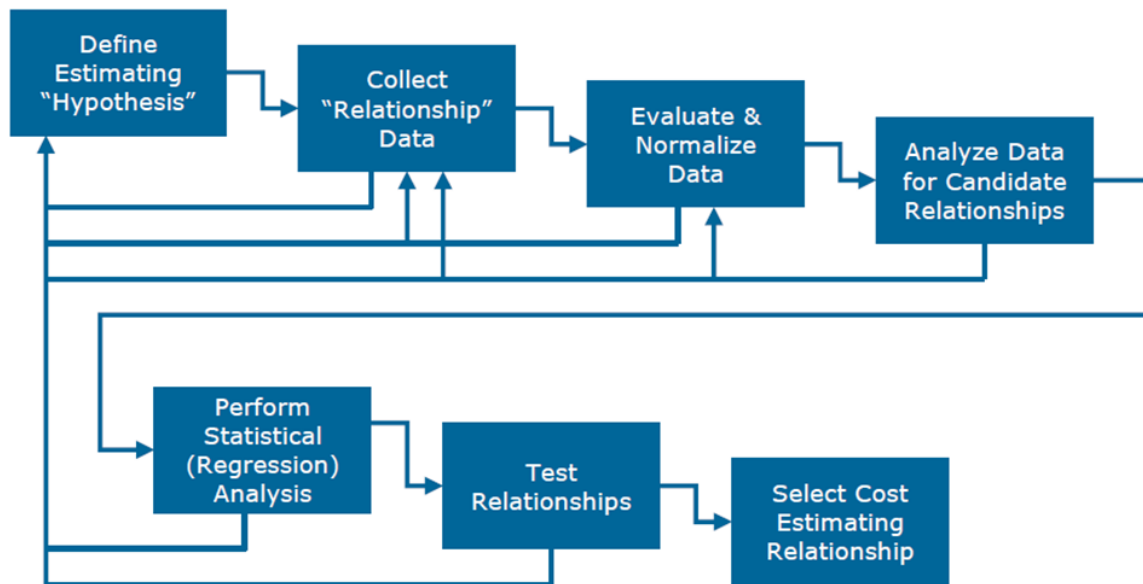 Define
Estimating
“Hypothesis”
Collect
“Relationship”
Data
Evaluate &
Normalize
Data
Analyze Data
for Candidate
Relationships
Perform
Statistical
(Regression)
Analysis
Test
Relationships
Select Cost
Estimating
Relationship